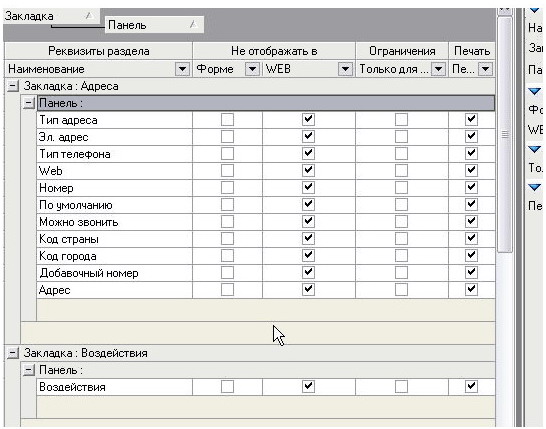 Закладка
Панель
Реквизиты раздела Не отображать в Ограничения Печать
Наименование Форме WEB Только для ... Пе...
Закладка : Адреса
Панель :
Тип адреса
Эл. адрес
Тип телефона
Web
Номер
По умолчанию
Можно звонить
Код страны
Код города
Добавочный номер
Адрес
Закладка : Воздействия
Панель :
Воздействия
На
За
Па
Фо
WE
То.
Пе